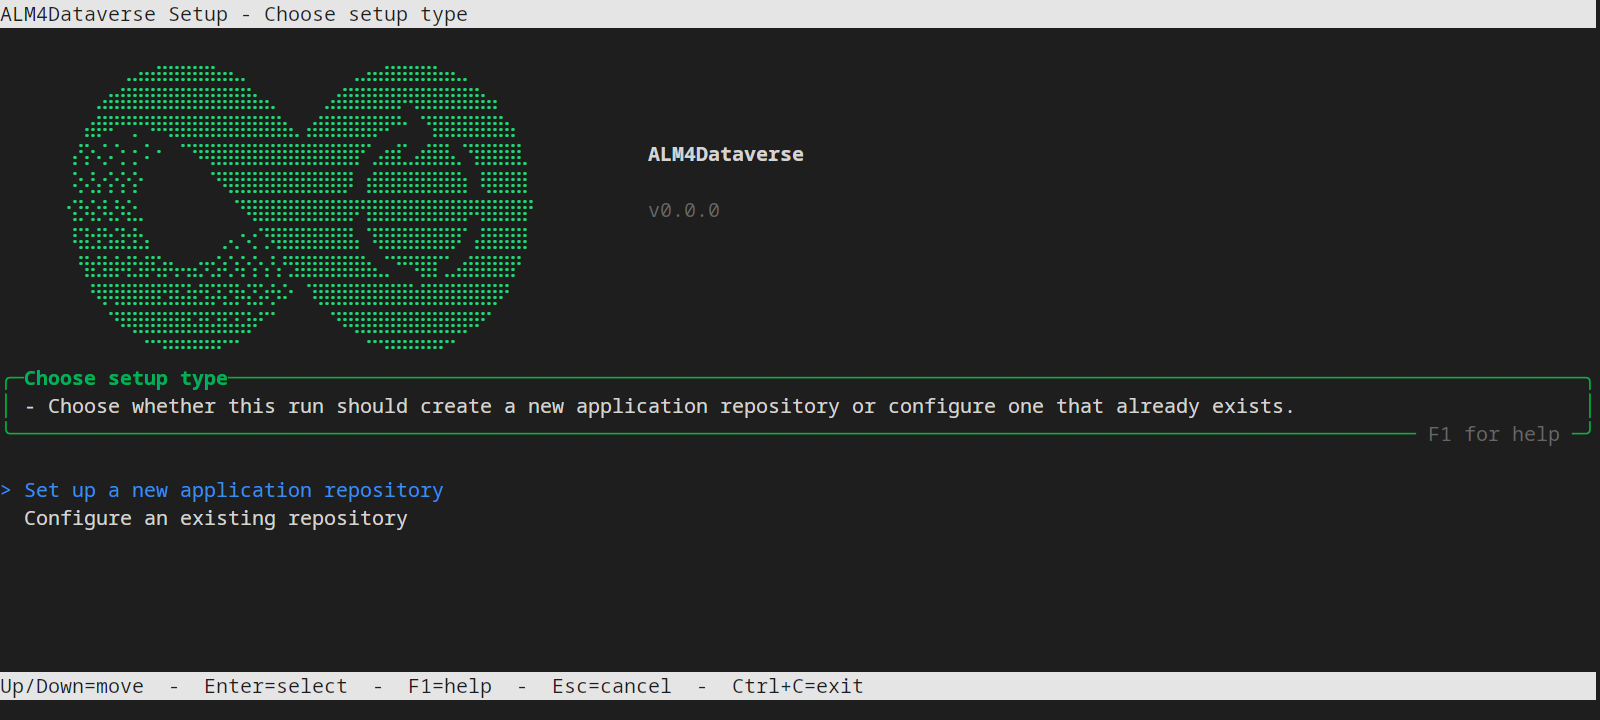 ALM4Dataverse Setup - Choose setup type
ALM4Dataverse
v0.0.0
Choose setup type
- Choose whether this run should create a new application repository or configure one that already exists.
F1 for help
> Set up a new application repository
Configure an existing repository
Up/Down=move  -  Enter=select  -  F1=help  -  Esc=cancel  -  Ctrl+C=exit